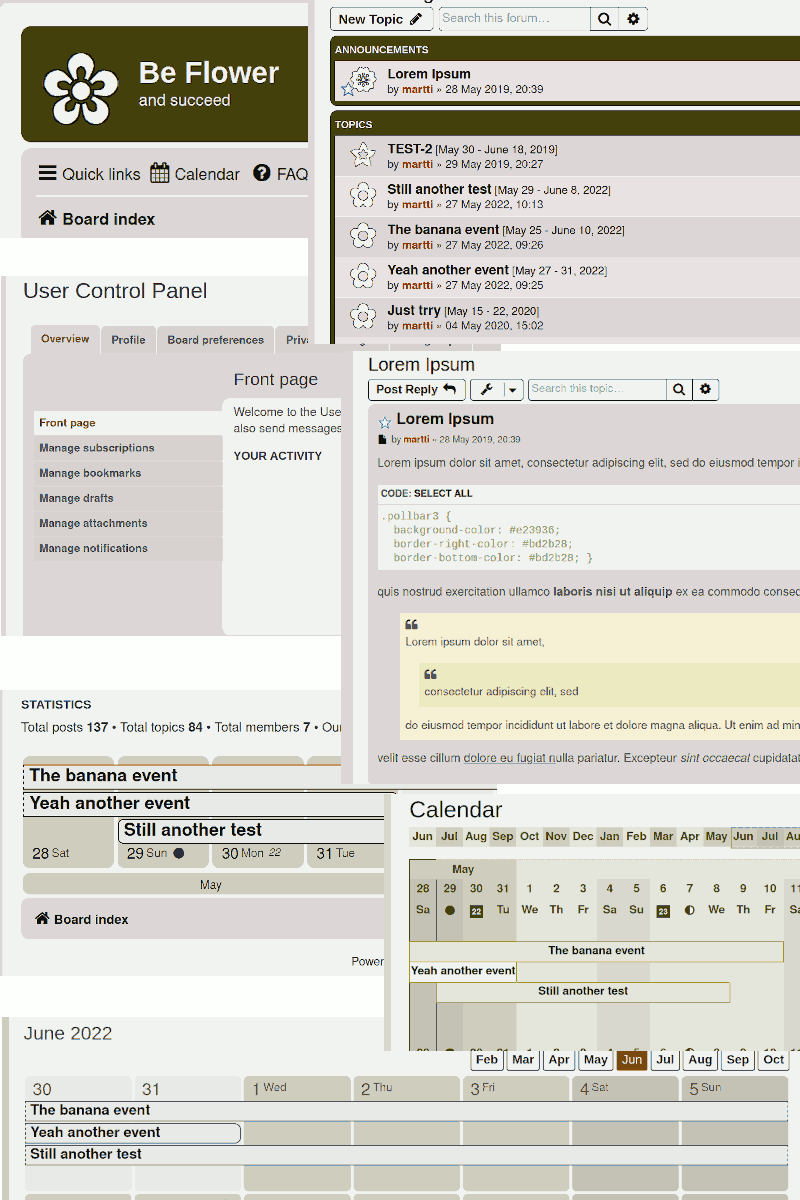 Be Flower
and succeed
Quick links Calendar FAQ
Board index
New Topic Search this forum…
ANNOUNCEMENTS
Lorem Ipsum
by martti » 28 May 2019, 20:39
TOPICS
TEST-2 [May 30 - June 18, 2019]
by martti » 29 May 2019, 20:27
Still another test [May 29 - June 8, 2022]
by martti » 27 May 2022, 10:13
The banana event [May 25 - June 10, 2022]
by martti » 27 May 2022, 09:26
Yeah another event [May 27 - 31, 2022]
by martti » 27 May 2022, 09:25
Just trry [May 15 - 22, 2020]
by martti » 04 May 2020, 15:02
User Control Panel
Overview Profile Board preferences Priva
Front page
Front page
Manage subscriptions
Manage bookmarks
Manage drafts
Manage attachments
Manage notifications
Welcome to the Use
also send messages
YOUR ACTIVITY
Lorem Ipsum
Post Reply Search this topic…
Lorem Ipsum
by martti » 28 May 2019, 20:39
Lorem ipsum dolor sit amet, consectetur adipiscing elit, sed do eiusmod tempor i
CODE: SELECT ALL
.pollbar3 {
background-color: #e23936;
border-right-color: #bd2b28;
border-bottom-color: #bd2b28; }
quis nostrud exercitation ullamco laboris nisi ut aliquip ex ea commodo consec
Lorem ipsum dolor sit amet,
consectetur adipiscing elit, sed
do eiusmod tempor incididunt ut labore et dolore magna aliqua. Ut enim ad min
velit esse cillum dolore eu fugiat nulla pariatur. Excepteur sint occaecat cupidatat
STATISTICS
Total posts 137 • Total topics 84 • Total members 7 • Our
The banana event
Yeah another event
Still another test
28 Sat 29 Sun 30 Mon 22 31 Tue
May
Board index
Power
Calendar
Jun Jul Aug Sep Oct Nov Dec Jan Feb Mar Apr May Jun Jul Au
May
28 29 30 31 1 2 3 4 5 6 7 8 9 10 11
Sa 22 Tu We Th Fr Sa Su 23 We Th Fr Sa
The banana event
Yeah another event
Still another test
June 2022
Feb Mar Apr May Jun Jul Aug Sep Oct
30 31 1 Wed 2 Thu 3 Fri 4 Sat 5 Sun
The banana event
Yeah another event
Still another test